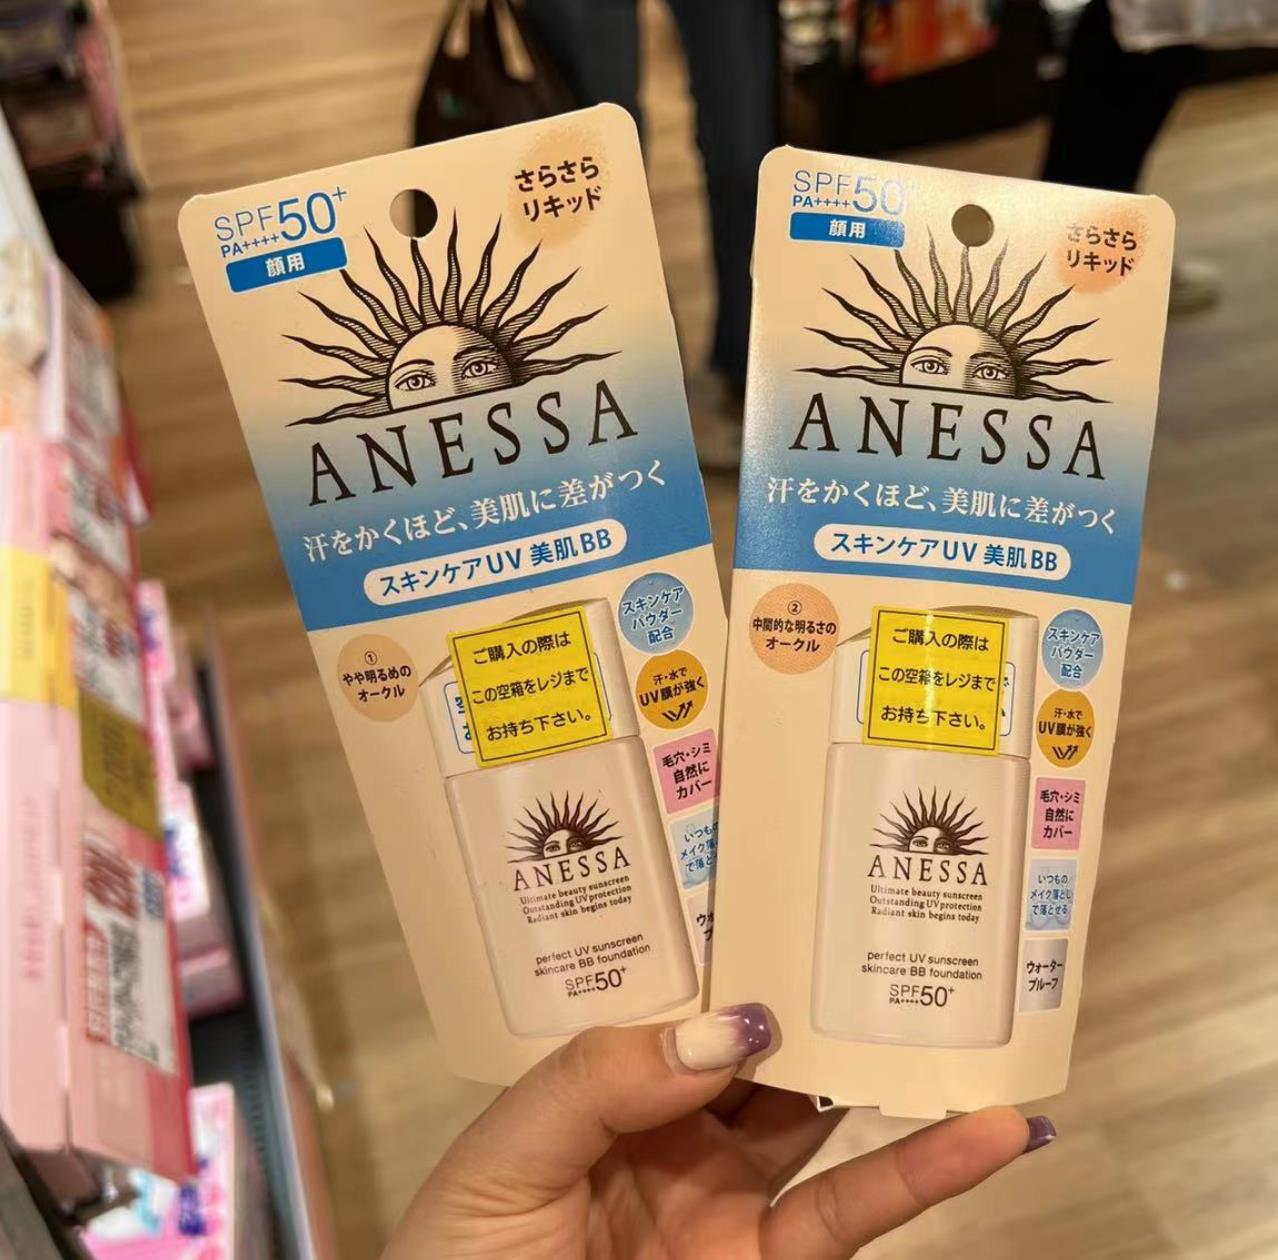 SPF50+
PA++++
顔用
さらさら
リキッド
ANESSA
汗をかくほど、美肌に差がつく
スキンケアUV 美肌BB
①
やや明るめの
オークル
ご購入の際は
この空箱をレジまで
お持ち下さい。
スキンケア
パウダー
配合
汗・水で
UV膜が強く
毛穴・シミ
自然に
カバー
いつも
メイク落
で落と
ウォ
プ
ANESSA
Ultimate beauty sunscreen
Outstanding UV protection
Radiant skin begins today
perfect UV sunscreen
skincare BB foundation
SPF50+
PA++++
SPF50
PA++++
顔用
さらさら
リキッド
ANESSA
汗をかくほど、美肌に差がつく
スキンケアUV 美肌BB
②
中間的な明るさの
オークル
ご購入の際は
この空箱をレジまで
お持ち下さい。
スキンケア
パウダー
配合
汗・水で
UV膜が強く
毛穴・シミ
自然に
カバー
いつもの
メイク落とし
で落とせる
ウォーター
プルーフ
ANESSA
Ultimate beauty sunscreen
Outstanding UV protection
Radiant skin begins today
perfect UV sunscreen
skincare BB foundation
SPF50+
PA++++